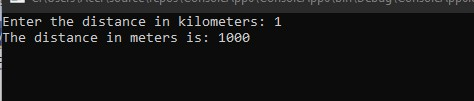 Enter the distance in kilometers: 1
The distance in meters is: 1000